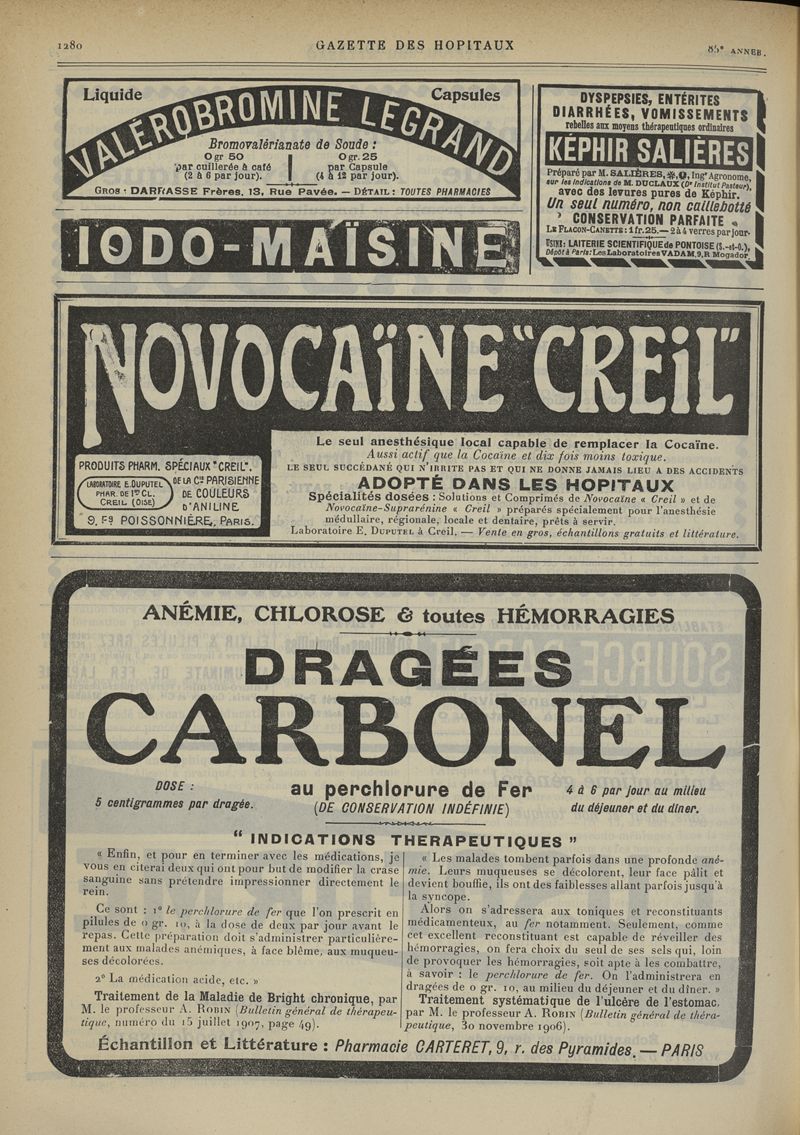 1280
GAZETTE DES HOPITAUX
85e ANNEE.
Liquide
Capsules
VALÉROBROMINE LEGRAND
Bromovalérianate de Soude :
0 gr 50
par cuillerée à café
(2 à 6 par jour).
0 gr. 25
par Capsule
(4 à 12 par jour).
GROS : DARRASSE Frères, 13, Rue Pavée. — DÉTAIL : TOUTES PHARMACIES
IODO-MAÏSINE
DYSPEPSIES, ENTÉRITES
DIARRHÉES, VOMISSEMENTS
rebelles aux moyens thérapeutiques ordinaires
KÉPHIR SALIÈRES
Préparé par M. SALIÈRES, Ingr Agronome,
sur les indications de M. DUCLAUX (Dr Institut Pasteur),
avec des levures pures de Képhir.
Un seul numéro, non caillebotté
CONSERVATION PARFAITE
LE FLACON-CANETTE : 1 fr. 25. — 2 à 4 verres par jour.
USINE : LAITERIE SCIENTIFIQUE de PONTOISE (S.-et-O.),
Dépôt à Paris : Les Laboratoires VADAM, 9, R Mogador
NOVOCAÏNE "CREIL"
Le seul anesthésique local capable de remplacer la Cocaïne.
Aussi actif que la Cocaïne et dix fois moins toxique.
LE SEUL SUCCÉDANÉ QUI N'IRRITE PAS ET QUI NE DONNE JAMAIS LIEU A DES ACCIDENTS
ADOPTÉ DANS LES HOPITAUX
Spécialités dosées : Solutions et Comprimés de Novocaïne « Creil » et de
Novocaïne-Suprarénine « Creil » préparés spécialement pour l'anesthésie
médullaire, régionale, locale et dentaire, prêts à servir.
Laboratoire E. DUPUTEL à Creil. — Vente en gros, échantillons gratuits et littérature.
PRODUITS PHARM. SPÉCIAUX "CREIL".
LABORATOIRE E. DUPUTEL
PHAR. DE 1re CL.
CREIL (OISE)
DE LA Cie PARISIENNE
DE COULEURS
D'ANILINE
9, Fg POISSONNIÈRE, PARIS.
ANÉMIE, CHLOROSE & toutes HÉMORRAGIES
DRAGÉES
CARBONEL
DOSE :
5 centigrammes par dragée.
au perchlorure de Fer
(DE CONSERVATION INDÉFINIE)
4 à 6 par jour au milieu
du déjeuner et du dîner.
" INDICATIONS THERAPEUTIQUES "
« Enfin, et pour en terminer avec les médications, je
vous en citerai deux qui ont pour but de modifier la crase
sanguine sans prétendre impressionner directement le
rein.
Ce sont : 1° le perchlorure de fer que l'on prescrit en
pilules de 0 gr. 10, à la dose de deux par jour avant le
repas. Cette préparation doit s'administrer particulière-
ment aux malades anémiques, à face blême, aux muqueu-
ses décolorées.
2° La médication acide, etc. »
Traitement de la Maladie de Bright chronique, par
M. le professeur A. ROBIN (Bulletin général de thérapeu-
tique, numéro du 15 juillet 1907, page 49).
« Les malades tombent parfois dans une profonde ané-
mie. Leurs muqueuses se décolorent, leur face pâlit et
devient bouffie, ils ont des faiblesses allant parfois jusqu'à
la syncope.
Alors on s'adressera aux toniques et reconstituants
médicamenteux, au fer notamment. Seulement, comme
cet excellent reconstituant est capable de réveiller des
hémorragies, on fera choix du seul de ses sels qui, loin
de provoquer les hémorragies, soit apte à les combattre,
à savoir : le perchlorure de fer. On l'administrera en
dragées de 0 gr. 10, au milieu du déjeuner et du dîner. »
Traitement systématique de l'ulcère de l'estomac,
par M. le professeur A. ROBIN (Bulletin général de théra-
peutique, 30 novembre 1906).
Échantillon et Littérature : Pharmacie CARTERET, 9, r. des Pyramides. — PARIS